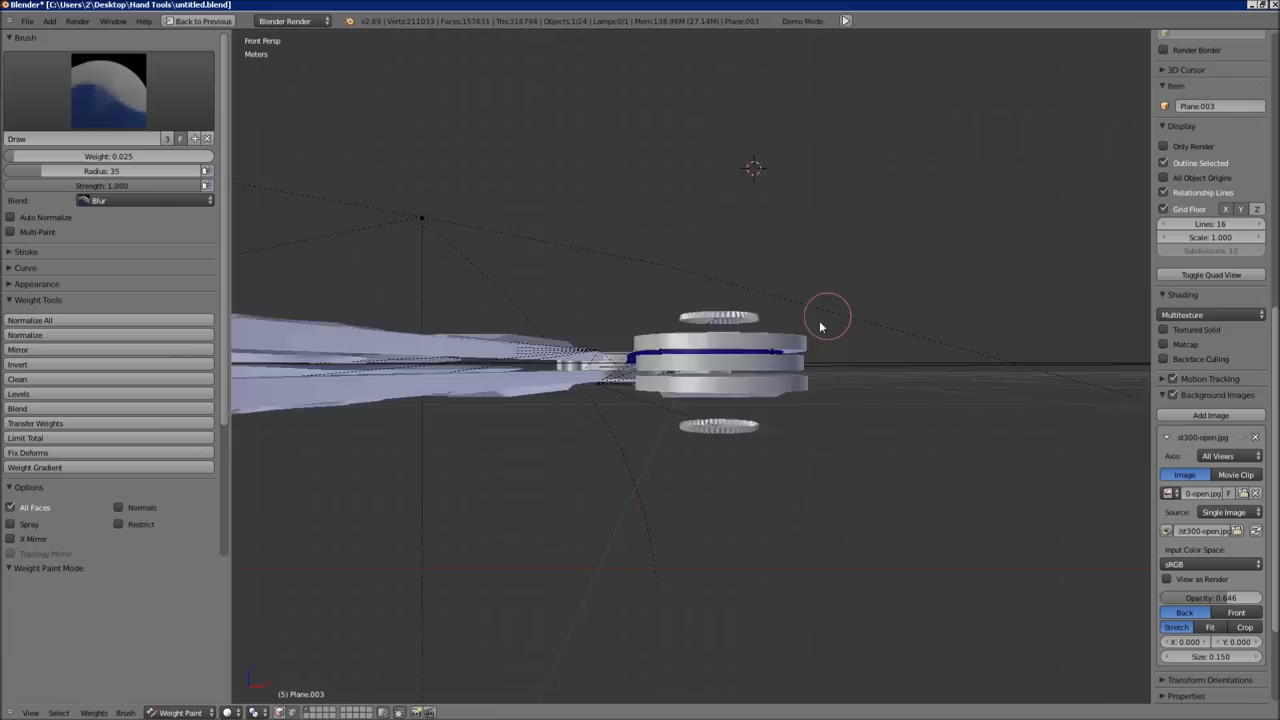 Blender* [C:\Users\2\Desktop\Hand Tools\untitled.blend]
File Add Render Window Help Back to Previous Blender Render v2.69 | Verts:211033 | Faces:157631 | Tris:316794 | Objects:1/24 | Lamps:0/1 | Mem:138.98M (27.14M) | Plane.003 Demo Mode:
Brush
Draw 3 F
Weight: 0.025
Radius: 35
Strength: 1.000
Blend: Blur
Auto Normalize
Multi-Paint
Stroke
Curve
Appearance
Weight Tools
Normalize All
Normalize
Mirror
Invert
Clean
Levels
Blend
Transfer Weights
Limit Total
Fix Deforms
Weight Gradient
Options
All Faces Normals
Spray Restrict
X Mirror
Topology Mirror
Weight Paint Mode
Front Persp
Meters
(5) Plane.003
View Select Weights Brush Weight Paint
Render Border
3D Cursor
Item
Plane.003
Display
Only Render
Outline Selected
All Object Origins
Relationship Lines
Grid Floor X Y Z
Lines: 16
Scale: 1.000
Subdivisions: 10
Toggle Quad View
Shading
Multitexture
Textured Solid
Matcap
Backface Culling
Motion Tracking
Background Images
Add Image
st300-open.jpg
Axis: All Views
Image Movie Clip
0-open.jpg F
Source: Single Image
/st300-open.jpg
Input Color Space:
sRGB
View as Render
Opacity: 0.646
Back Front
Stretch Fit Crop
X: 0.000 Y: 0.000
Size: 0.150
Transform Orientations
Properties